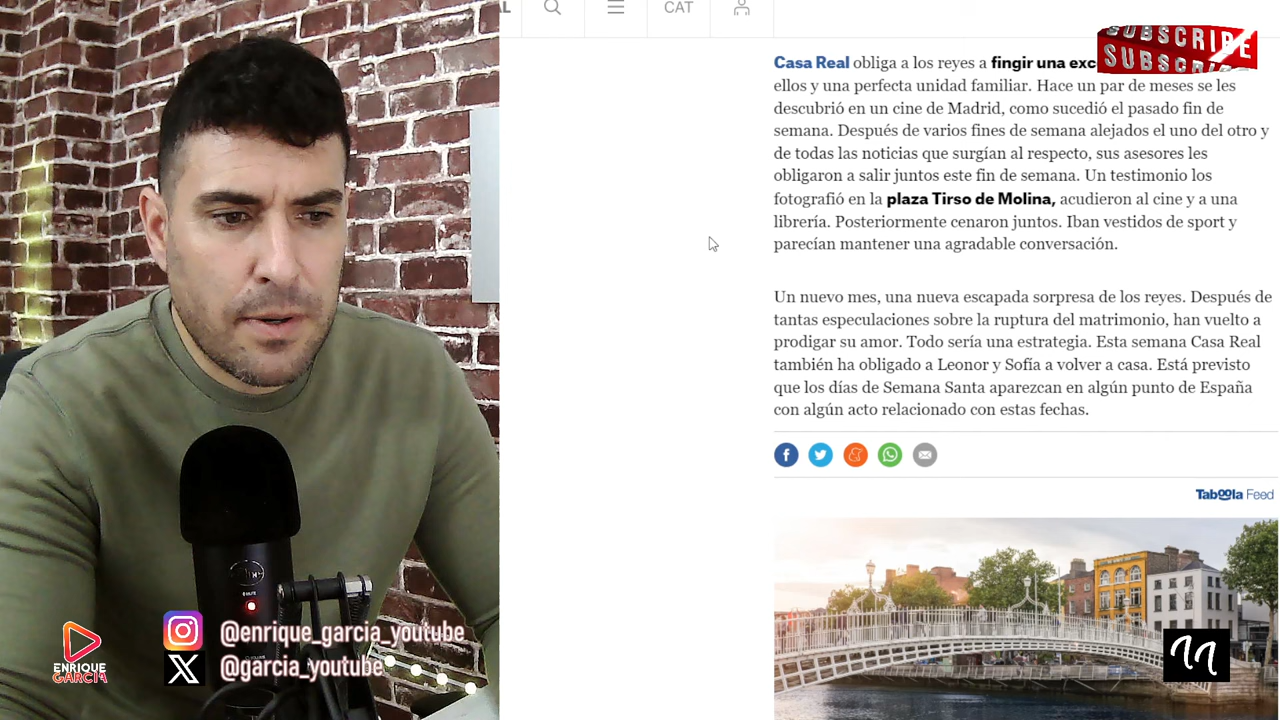 CAT
SUBSCRIBE
SUBSCRIBE
Casa Real obliga a los reyes a fingir una
ellos y una perfecta unidad familiar. Hace un par de meses se les
descubrió en un cine de Madrid, como sucedió el pasado fin de
semana. Después de varios fines de semana alejados el uno del otro y
de todas las noticias que surgían al respecto, sus asesores les
obligaron a salir juntos este fin de semana. Un testimonio los
fotografió en la plaza Tirso de Molina, acudieron al cine y a una
librería. Posteriormente cenaron juntos. Iban vestidos de sport y
parecían mantener una agradable conversación.
Un nuevo mes, una nueva escapada sorpresa de los reyes. Después de
tantas especulaciones sobre la ruptura del matrimonio, han vuelto a
prodigar su amor. Todo sería una estrategia. Esta semana Casa Real
también ha obligado a Leonor y Sofía a volver a casa. Está previsto
que los días de Semana Santa aparezcan en algún punto de España
con algún acto relacionado con estas fechas.
Taboola Feed
@enrique_garcia_youtube
@garcia_youtube
ENRIQUE
GARCIA